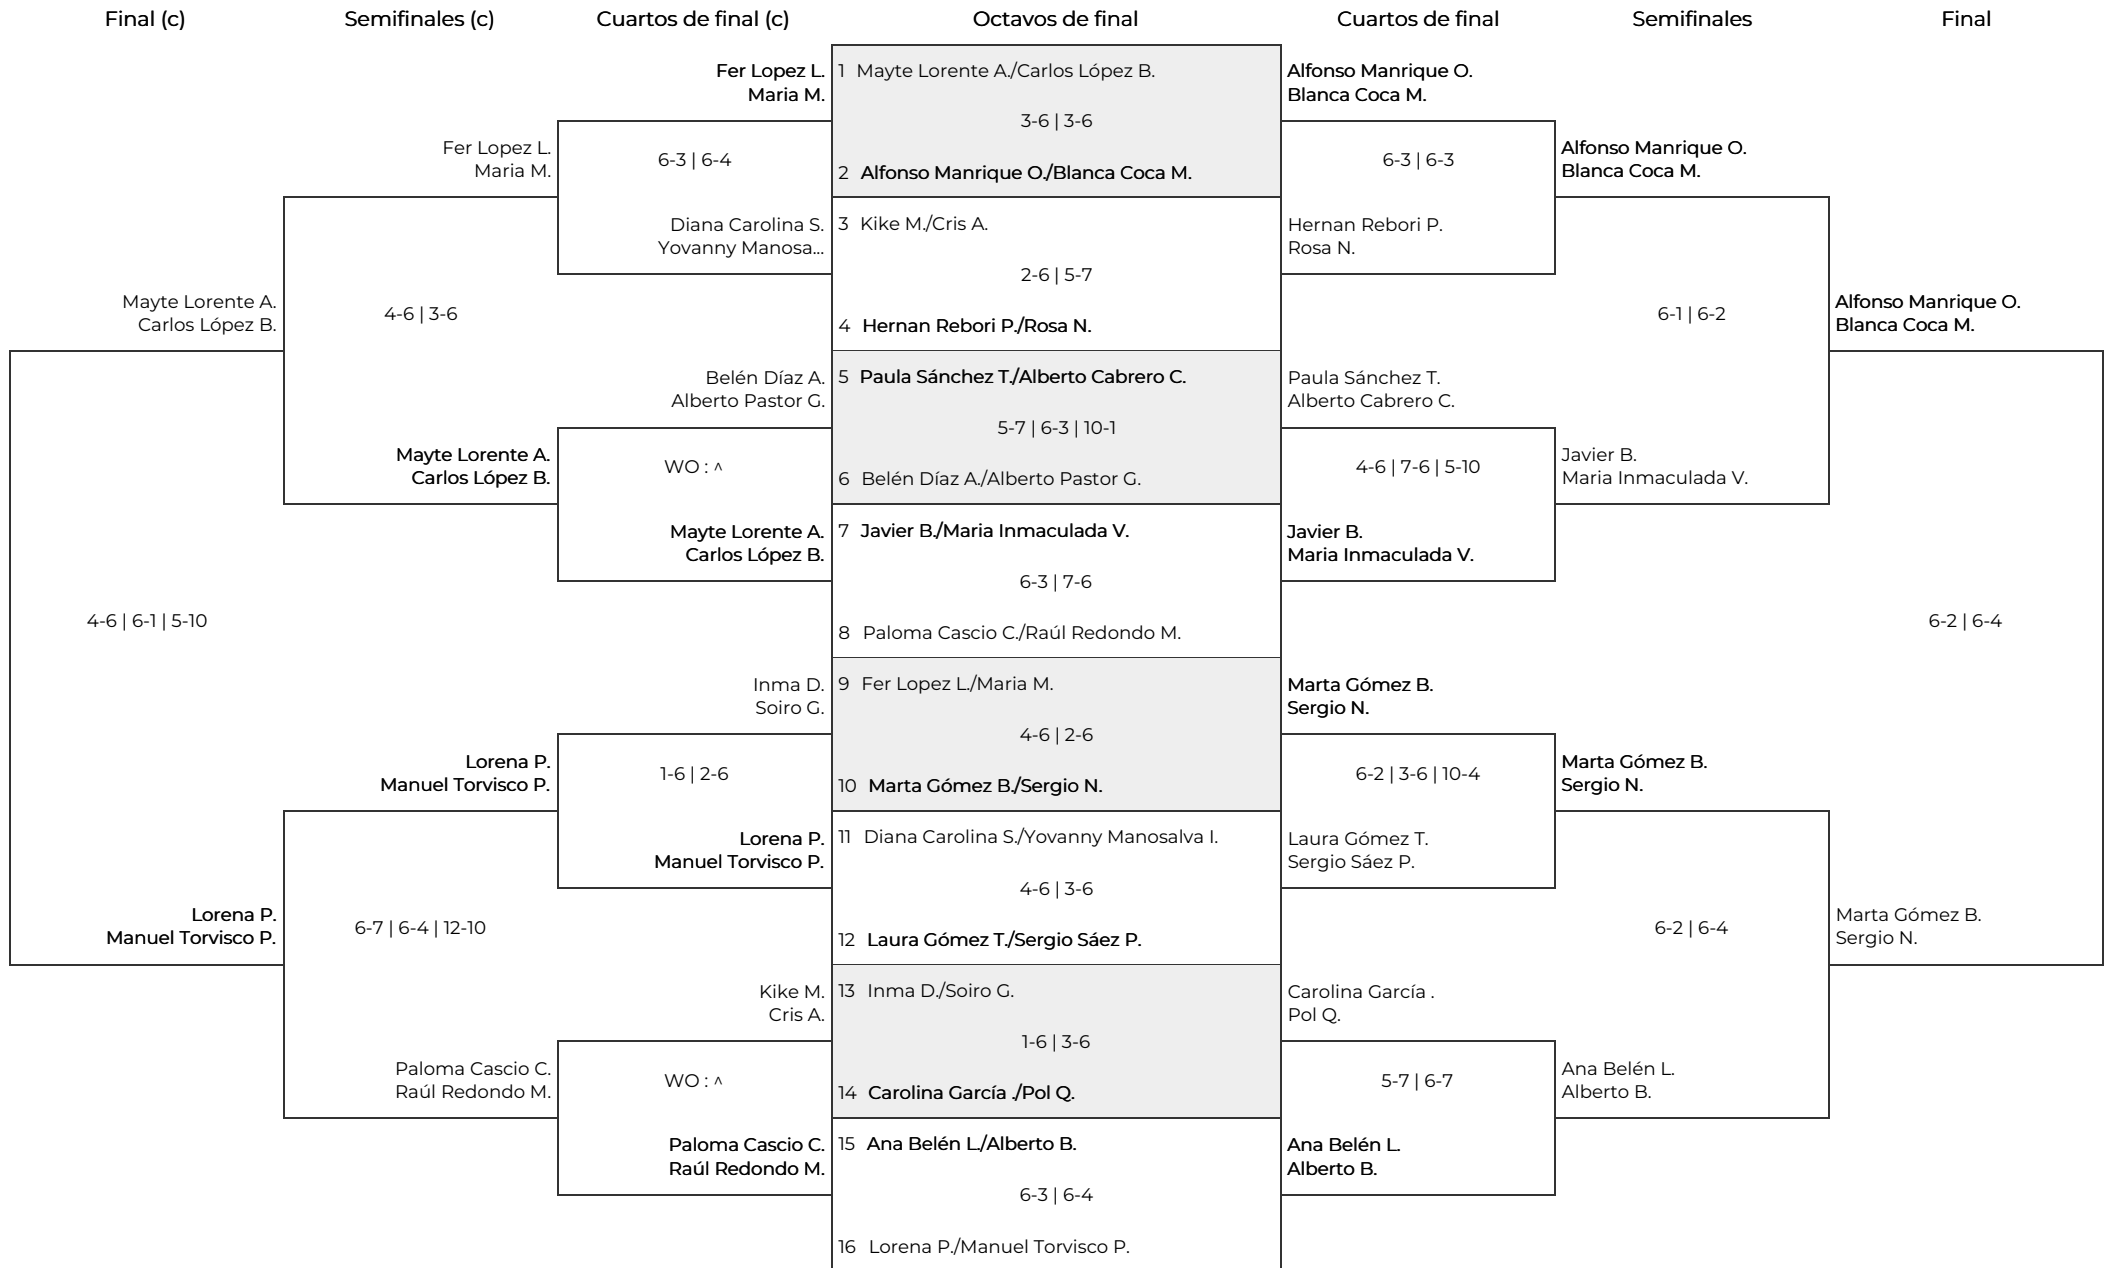 Final (c)
Semifinales (c)
Cuartos de final (c)
Octavos de final
Cuartos de final
Semifinales
Final
Mayte Lorente A.
Carlos López B.
4-6 | 6-1 | 5-10
Lorena P.
Manuel Torvisco P.
Fer Lopez L.
Maria M.
4-6 | 3-6
Mayte Lorente A.
Carlos López B.
Lorena P.
Manuel Torvisco P.
6-7 | 6-4 | 12-10
Paloma Cascio C.
Raúl Redondo M.
Fer Lopez L.
Maria M.
6-3 | 6-4
Diana Carolina S.
Yovanny Manosa...
Belén Díaz A.
Alberto Pastor G.
WO : ^
Mayte Lorente A.
Carlos López B.
Inma D.
Soiro G.
1-6 | 2-6
Lorena P.
Manuel Torvisco P.
Kike M.
Cris A.
WO : ^
Paloma Cascio C.
Raúl Redondo M.
1 Mayte Lorente A./Carlos López B.
3-6 | 3-6
2 Alfonso Manrique O./Blanca Coca M.
3 Kike M./Cris A.
2-6 | 5-7
4 Hernan Rebori P./Rosa N.
5 Paula Sánchez T./Alberto Cabrero C.
5-7 | 6-3 | 10-1
6 Belén Díaz A./Alberto Pastor G.
7 Javier B./Maria Inmaculada V.
6-3 | 7-6
8 Paloma Cascio C./Raúl Redondo M.
9 Fer Lopez L./Maria M.
4-6 | 2-6
10 Marta Gómez B./Sergio N.
11 Diana Carolina S./Yovanny Manosalva I.
4-6 | 3-6
12 Laura Gómez T./Sergio Sáez P.
13 Inma D./Soiro G.
1-6 | 3-6
14 Carolina García ./Pol Q.
15 Ana Belén L./Alberto B.
6-3 | 6-4
16 Lorena P./Manuel Torvisco P.
Alfonso Manrique O.
Blanca Coca M.
6-3 | 6-3
Hernan Rebori P.
Rosa N.
Paula Sánchez T.
Alberto Cabrero C.
4-6 | 7-6 | 5-10
Javier B.
Maria Inmaculada V.
Marta Gómez B.
Sergio N.
6-2 | 3-6 | 10-4
Laura Gómez T.
Sergio Sáez P.
Carolina García .
Pol Q.
5-7 | 6-7
Ana Belén L.
Alberto B.
Alfonso Manrique O.
Blanca Coca M.
6-1 | 6-2
Javier B.
Maria Inmaculada V.
Marta Gómez B.
Sergio N.
6-2 | 6-4
Ana Belén L.
Alberto B.
Alfonso Manrique O.
Blanca Coca M.
6-2 | 6-4
Marta Gómez B.
Sergio N.